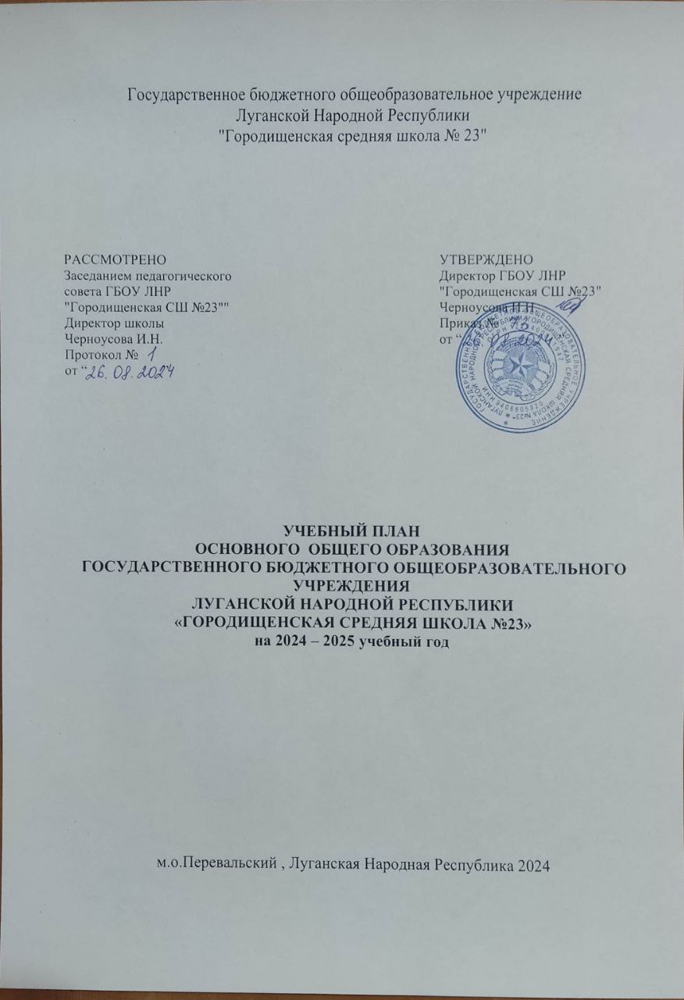 Государственное бюджетного общеобразовательное учреждение
Луганской Народной Республики
"Городищенская средняя школа № 23"
РАССМОТРЕНО
Заседанием педагогического
совета ГБОУ ЛНР
"Городищенская СШ №23""
Директор школы
Черноусова И.Н.
Протокол № 1
от “26.08.2024
УТВЕРЖДЕНО
Директор ГБОУ ЛНР
"Городищенская СШ №23"
Черноусова И.Н.
Приказ №
от “ 08.2024
УЧЕБНЫЙ ПЛАН
ОСНОВНОГО ОБЩЕГО ОБРАЗОВАНИЯ
ГОСУДАРСТВЕННОГО БЮДЖЕТНОГО ОБЩЕОБРАЗОВАТЕЛЬНОГО
УЧРЕЖДЕНИЯ
ЛУГАНСКОЙ НАРОДНОЙ РЕСПУБЛИКИ
«ГОРОДИЩЕНСКАЯ СРЕДНЯЯ ШКОЛА №23»
на 2024 – 2025 учебный год
м.о.Перевальский , Луганская Народная Республика 2024